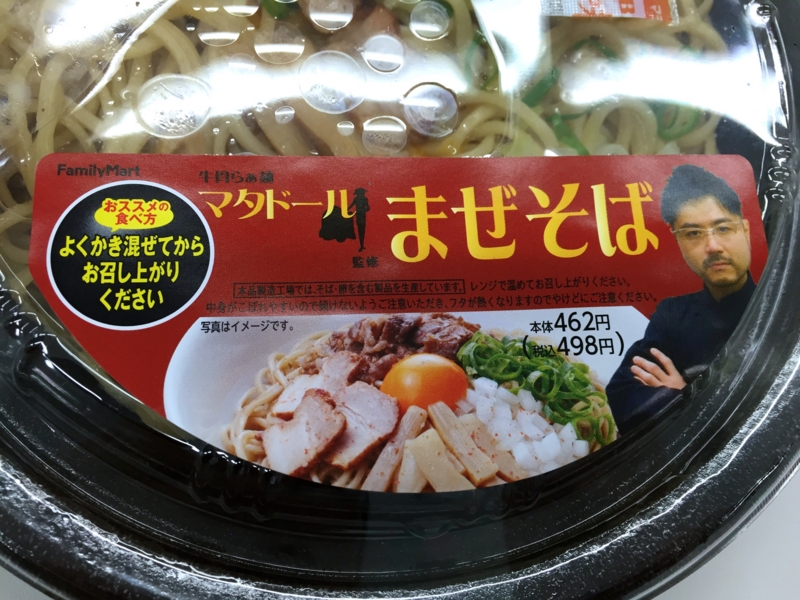 FamilyMart
おススメの
食べ方
よくかき混ぜてから
お召し上がり
ください
牛肉らぁ麺
マタドール
監修
まぜそば
本品製造工場では、そば・卵を含む製品を生産しています。 レンジで温めてお召し上がりください。
中身がこぼれやすいので傾けないようご注意いただき、フタが熱くなりますのでやけどにご注意ください。
写真はイメージです。
本体462円
(税込498円)